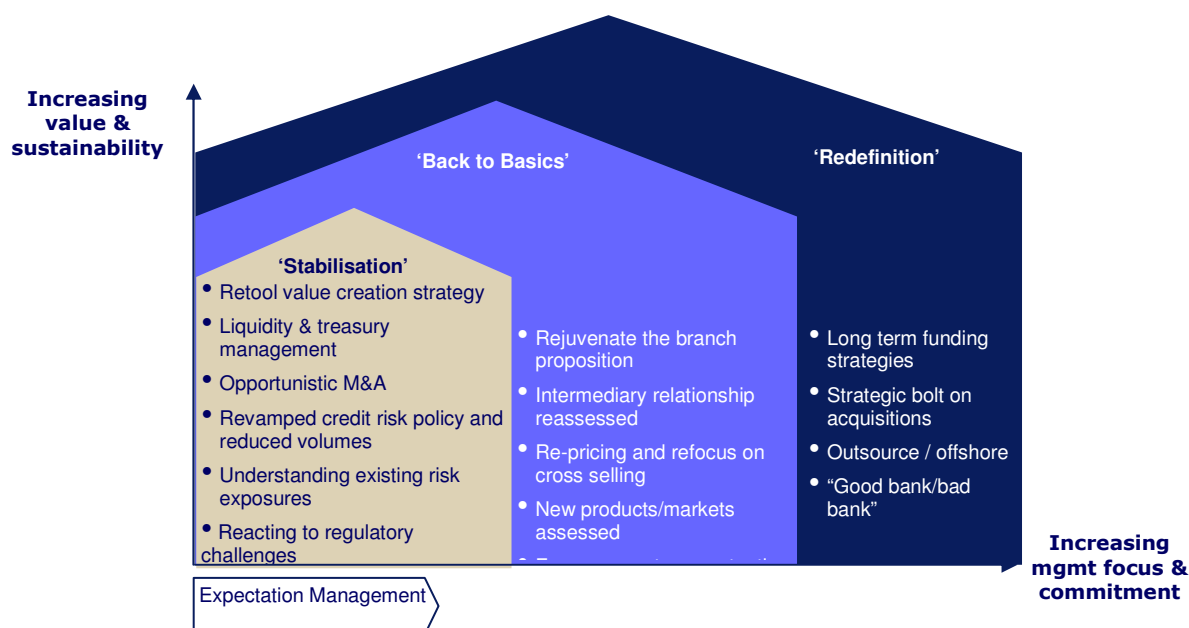 Increasing
value &
sustainability
‘Back to Basics’
‘Redefinition’
‘Stabilisation’
• Retool value creation strategy
• Liquidity & treasury
management
• Opportunistic M&A
• Revamped credit risk policy and
reduced volumes
• Understanding existing risk
exposures
• Reacting to regulatory
challenges
• Rejuvenate the branch
proposition
• Intermediary relationship
reassessed
• Re-pricing and refocus on
cross selling
• New products/markets
assessed
• Long term funding
strategies
• Strategic bolt on
acquisitions
• Outsource / offshore
• “Good bank/bad
bank”
Increasing
mgmt focus &
commitment
Expectation Management